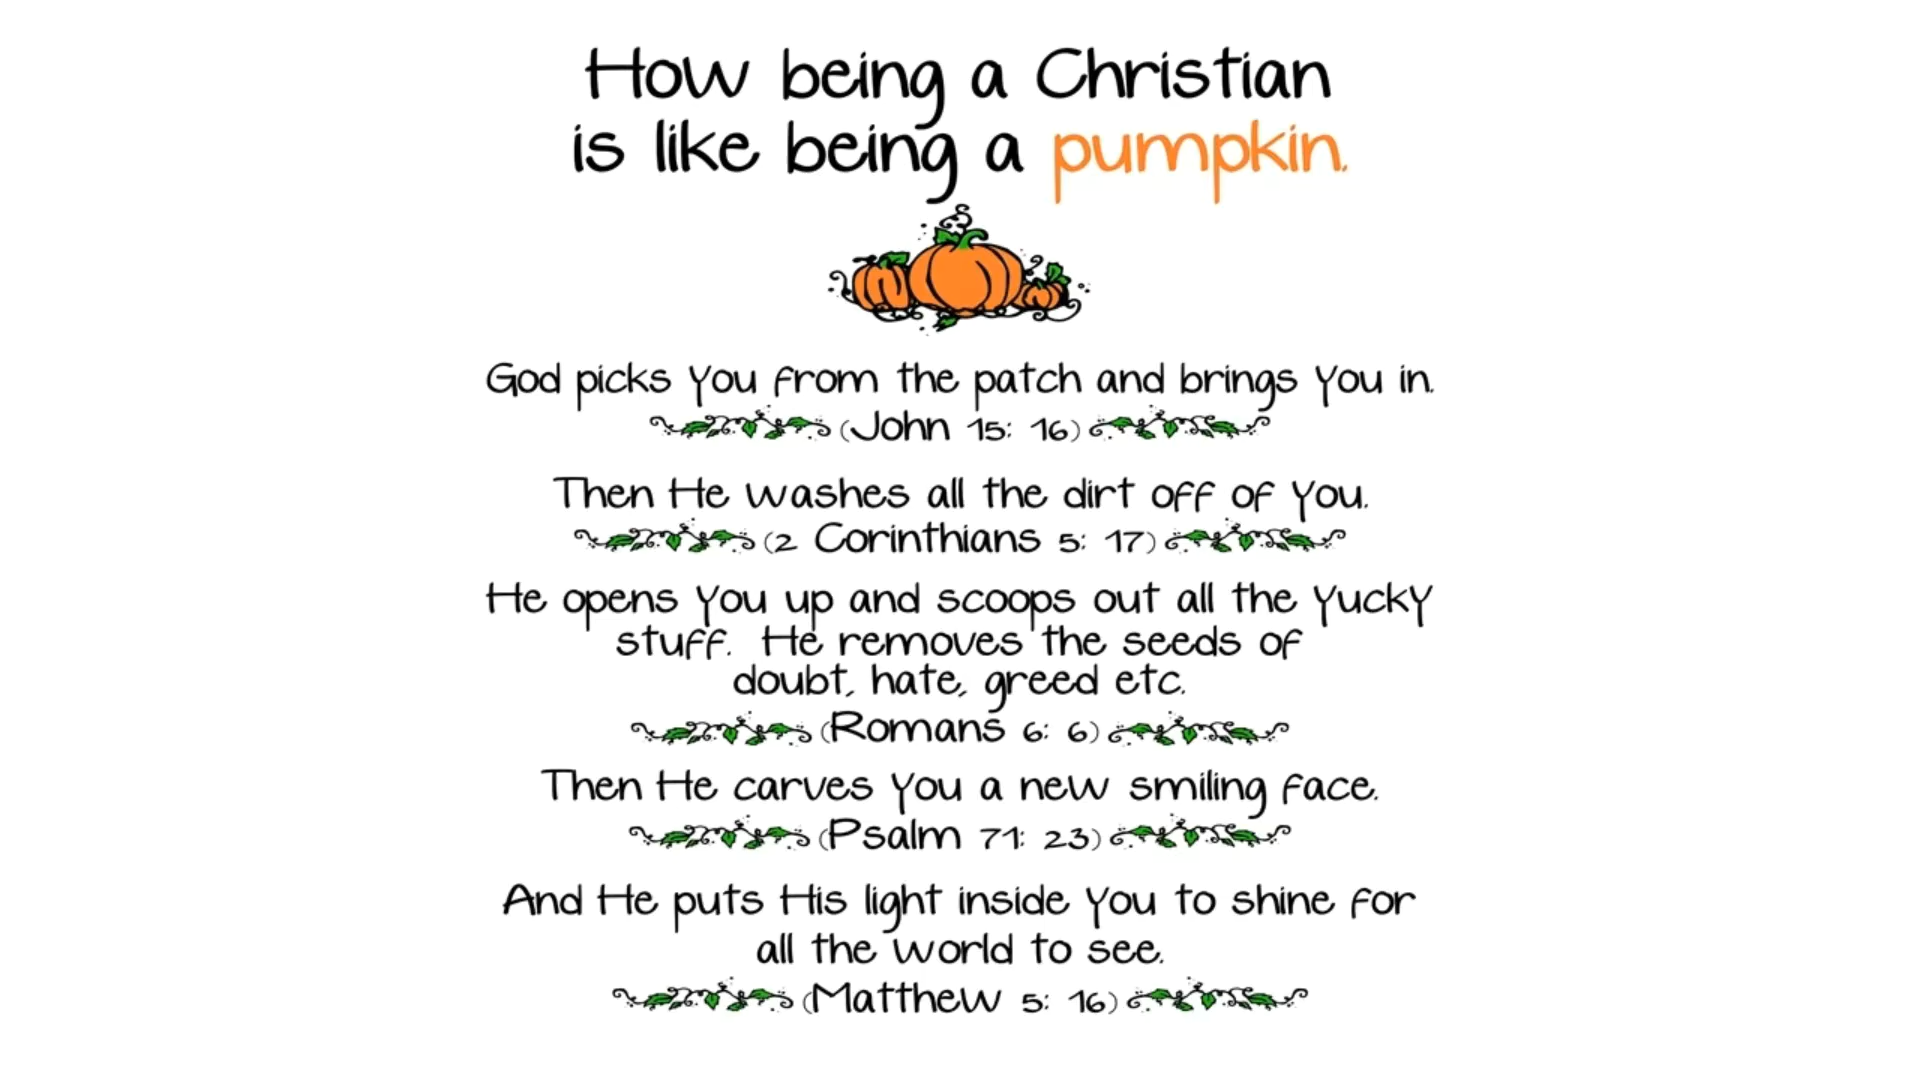 How being a Christian
is like being a pumpkin.
God picks you from the patch and brings you in.
(John 15: 16)
Then He washes all the dirt off of you.
(2 Corinthians 5: 17)
He opens you up and scoops out all the yucky
stuff. He removes the seeds of
doubt, hate, greed etc.
(Romans 6: 6)
Then He carves you a new smiling face.
(Psalm 71: 23)
And He puts His light inside you to shine for
all the world to see.
(Matthew 5: 16)